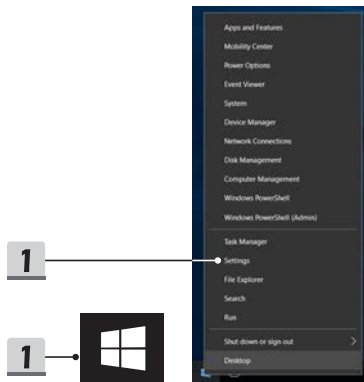 Apps and Features
Mobility Center
Power Options
Event Viewer
System
Device Manager
Network Connections
Disk Management
Computer Management
Windows PowerShell
Windows PowerShell (Admin)
Task Manager
1
Settings
File Explorer
Search
Run
1
Shut down or sign out
Desktop